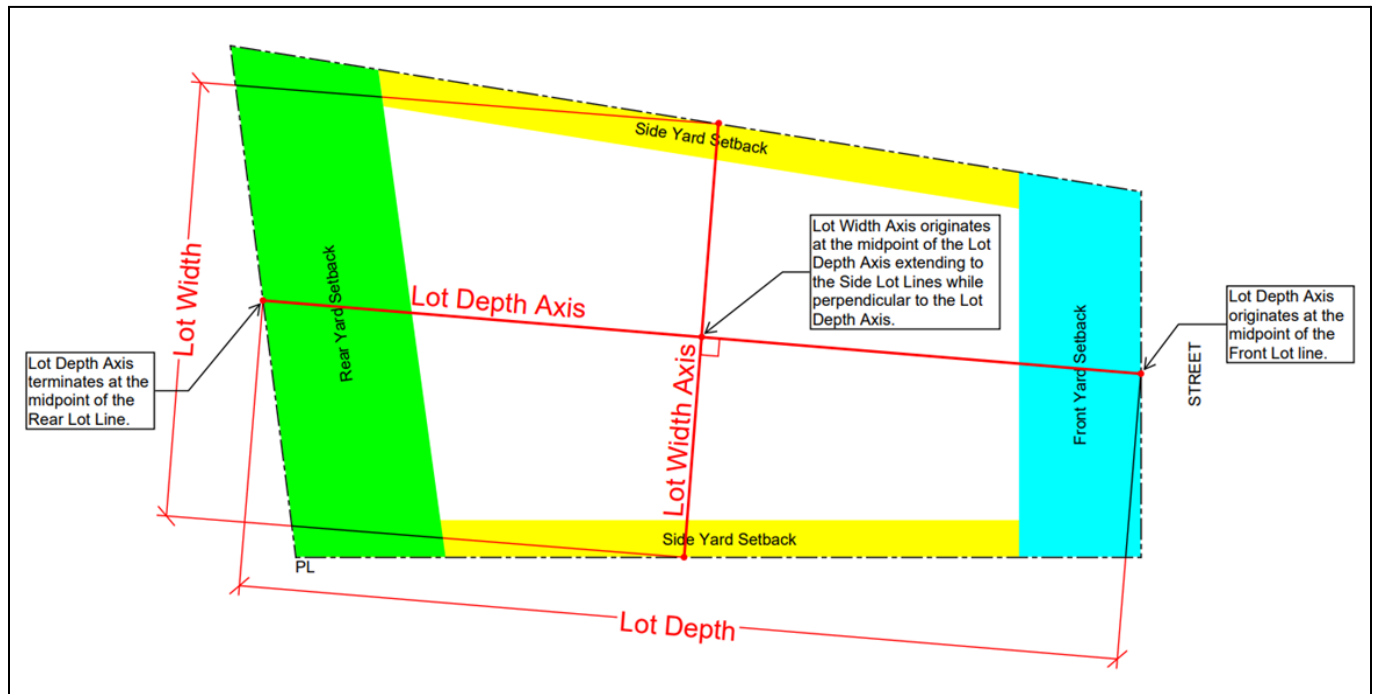 Side Yard Setback
Lot Width Axis originates
at the midpoint of the Lot
Depth Axis extending to
the Side Lot Lines while
perpendicular to the Lot
Depth Axis.
Lot Width
Rear Yard Setback
Lot Depth Axis
Lot Depth Axis
originates at the
midpoint of the
Front Lot line.
Front Yard Setback
STREET
Lot Depth Axis
terminates at the
midpoint of the
Rear Lot Line.
Lot Width Axis
Side Yard Setback
PL
Lot Depth